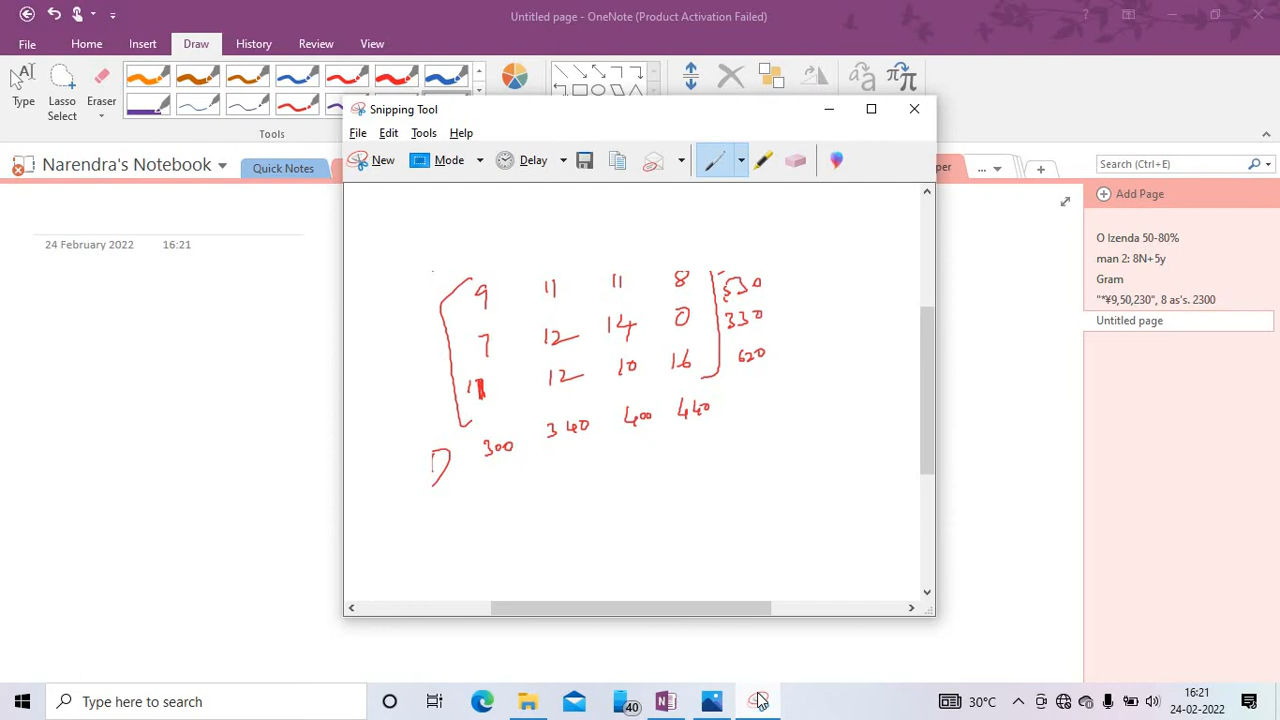 Untitled page - OneNote (Product Activation Failed)
File Home Insert Draw History Review View
Type Lasso Select Eraser
Tools
Snipping Tool
File Edit Tools Help
New Mode Delay
Narendra's Notebook Quick Notes
per ... Search (Ctrl+E)
Add Page
24 February 2022 16:21
O Izenda 50-80%
man 2: 8N+5y
Gram
"*¥9,50,230", 8 as's. 2300
Untitled page
9 11 11 8 530
7 12 14 0 330
12 10 16 620
300 340 400 440
D
Type here to search
40
30°C
16:21
24-02-2022